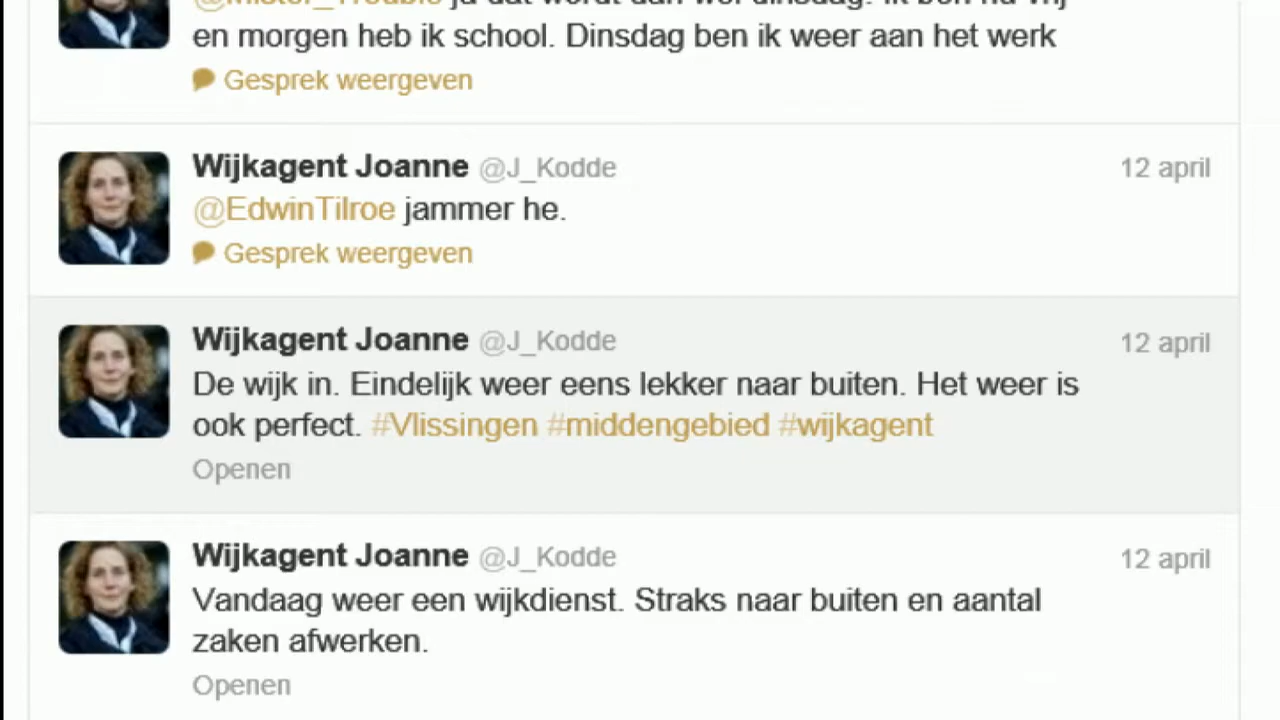 @Mister_Trouble ja dat wordt dan wel dinsdag. Ik ben nu vrij
en morgen heb ik school. Dinsdag ben ik weer aan het werk
Gesprek weergeven
Wijkagent Joanne @J_Kodde 12 april
@EdwinTilroe jammer he.
Gesprek weergeven
Wijkagent Joanne @J_Kodde 12 april
De wijk in. Eindelijk weer eens lekker naar buiten. Het weer is
ook perfect. #Vlissingen #middengebied #wijkagent
Openen
Wijkagent Joanne @J_Kodde 12 april
Vandaag weer een wijkdienst. Straks naar buiten en aantal
zaken afwerken.
Openen